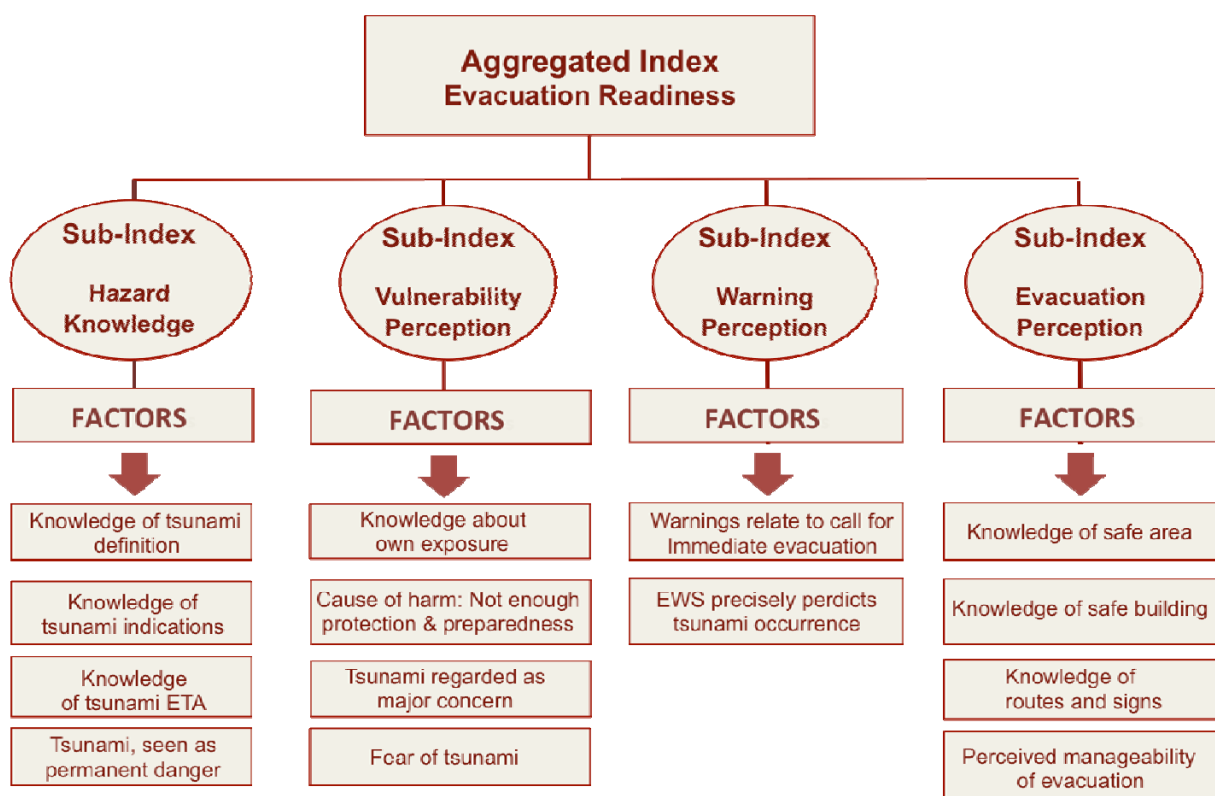 Aggregated Index
Evacuation Readiness
Sub-Index
Hazard
Knowledge
Sub-Index
Vulnerability
Perception
Sub-Index
Warning
Perception
Sub-Index
Evacuation
Perception
FACTORS
FACTORS
FACTORS
FACTORS
Knowledge of tsunami
definition
Knowledge of
tsunami indications
Knowledge
of tsunami ETA
Tsunami, seen as
permanent danger
Knowledge about
own exposure
Cause of harm: Not enough
protection & preparedness
Tsunami regarded as
major concern
Fear of tsunami
Warnings relate to call for
Immediate evacuation
EWS precisely perdicts
tsunami occurrence
Knowledge of safe area
Knowledge of safe building
Knowledge of
routes and signs
Perceived manageability
of evacuation